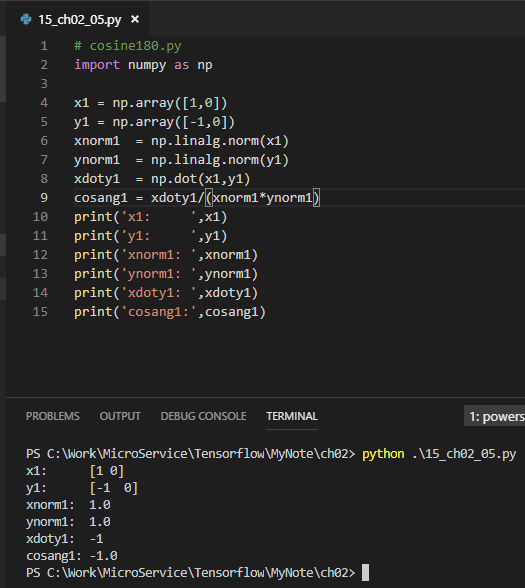 15_ch02_05.py ×
1 # cosine180.py
2 import numpy as np
3
4 x1 = np.array([1,0])
5 y1 = np.array([-1,0])
6 xnorm1  = np.linalg.norm(x1)
7 ynorm1  = np.linalg.norm(y1)
8 xdoty1  = np.dot(x1,y1)
9 cosang1 = xdoty1/(xnorm1*ynorm1)
10 print('x1:     ',x1)
11 print('y1:     ',y1)
12 print('xnorm1: ',xnorm1)
13 print('ynorm1: ',ynorm1)
14 print('xdoty1: ',xdoty1)
15 print('cosang1:',cosang1)
PROBLEMS OUTPUT DEBUG CONSOLE TERMINAL 1: powers
PS C:\Work\MicroService\Tensorflow\MyNote\ch02> python .\15_ch02_05.py
x1:      [1 0]
y1:      [-1  0]
xnorm1:  1.0
ynorm1:  1.0
xdoty1:  -1
cosang1: -1.0
PS C:\Work\MicroService\Tensorflow\MyNote\ch02>